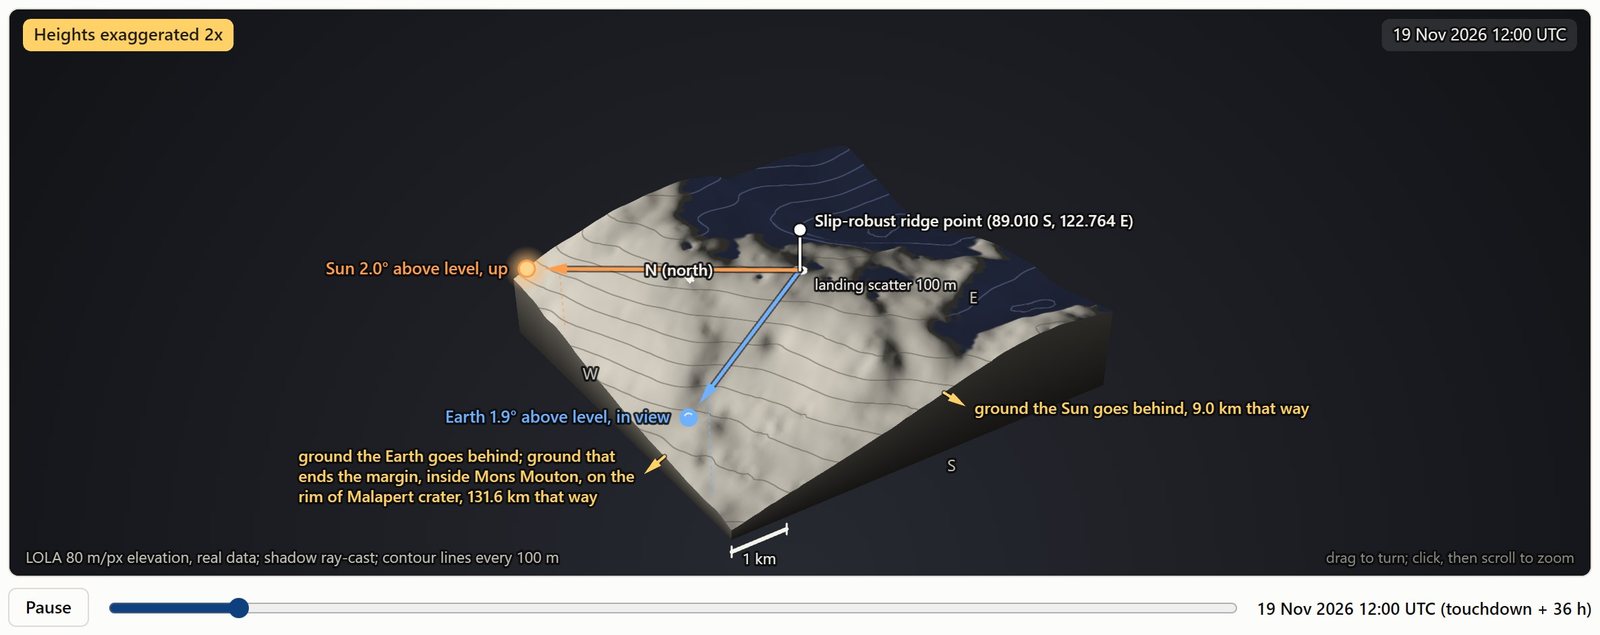 Heights exaggerated 2x
19 Nov 2026 12:00 UTC
Slip-robust ridge point (89.010 S, 122.764 E)
Sun 2.0° above level, up
N (north)
landing scatter 100 m
E
W
Earth 1.9° above level, in view
ground the Sun goes behind, 9.0 km that way
ground the Earth goes behind; ground that
ends the margin, inside Mons Mouton, on the
rim of Malapert crater, 131.6 km that way
S
1 km
LOLA 80 m/px elevation, real data; shadow ray-cast; contour lines every 100 m
drag to turn; click, then scroll to zoom
Pause
19 Nov 2026 12:00 UTC (touchdown + 36 h)